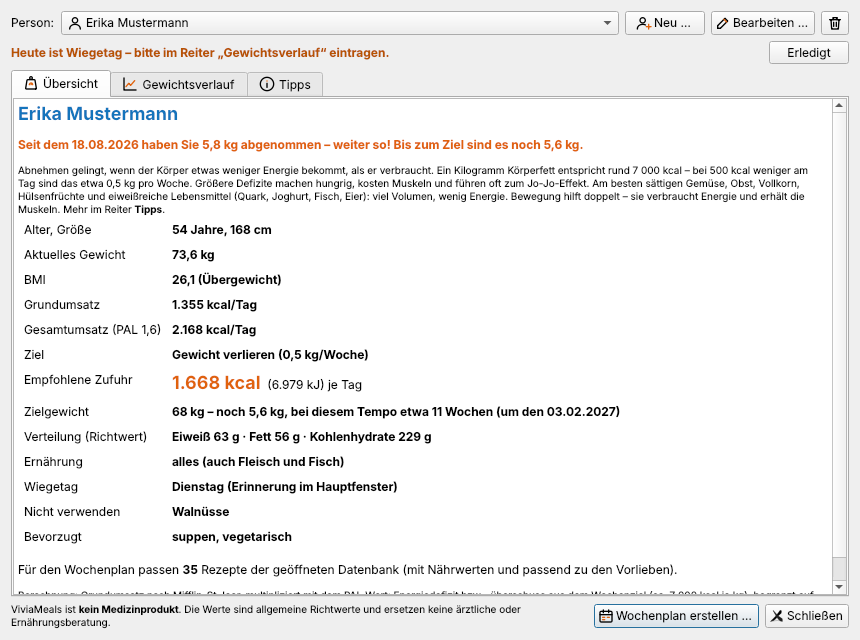 Person: Erika Mustermann Neu ... Bearbeiten ...
Heute ist Wiegetag – bitte im Reiter „Gewichtsverlauf“ eintragen. Erledigt
Übersicht Gewichtsverlauf Tipps
Erika Mustermann
Seit dem 18.08.2026 haben Sie 5,8 kg abgenommen – weiter so! Bis zum Ziel sind es noch 5,6 kg.
Abnehmen gelingt, wenn der Körper etwas weniger Energie bekommt, als er verbraucht. Ein Kilogramm Körperfett entspricht rund 7 000 kcal – bei 500 kcal weniger am
Tag sind das etwa 0,5 kg pro Woche. Größere Defizite machen hungrig, kosten Muskeln und führen oft zum Jo-Jo-Effekt. Am besten sättigen Gemüse, Obst, Vollkorn,
Hülsenfrüchte und eiweißreiche Lebensmittel (Quark, Joghurt, Fisch, Eier): viel Volumen, wenig Energie. Bewegung hilft doppelt – sie verbraucht Energie und erhält die
Muskeln. Mehr im Reiter Tipps.
Alter, Größe 54 Jahre, 168 cm
Aktuelles Gewicht 73,6 kg
BMI 26,1 (Übergewicht)
Grundumsatz 1.355 kcal/Tag
Gesamtumsatz (PAL 1,6) 2.168 kcal/Tag
Ziel Gewicht verlieren (0,5 kg/Woche)
Empfohlene Zufuhr 1.668 kcal (6.979 kJ) je Tag
Zielgewicht 68 kg – noch 5,6 kg, bei diesem Tempo etwa 11 Wochen (um den 03.02.2027)
Verteilung (Richtwert) Eiweiß 63 g · Fett 56 g · Kohlenhydrate 229 g
Ernährung alles (auch Fleisch und Fisch)
Wiegetag Dienstag (Erinnerung im Hauptfenster)
Nicht verwenden Walnüsse
Bevorzugt suppen, vegetarisch
Für den Wochenplan passen 35 Rezepte der geöffneten Datenbank (mit Nährwerten und passend zu den Vorlieben).
ViviaMeals ist kein Medizinprodukt. Die Werte sind allgemeine Richtwerte und ersetzen keine ärztliche oder
Ernährungsberatung.
Wochenplan erstellen ... Schließen